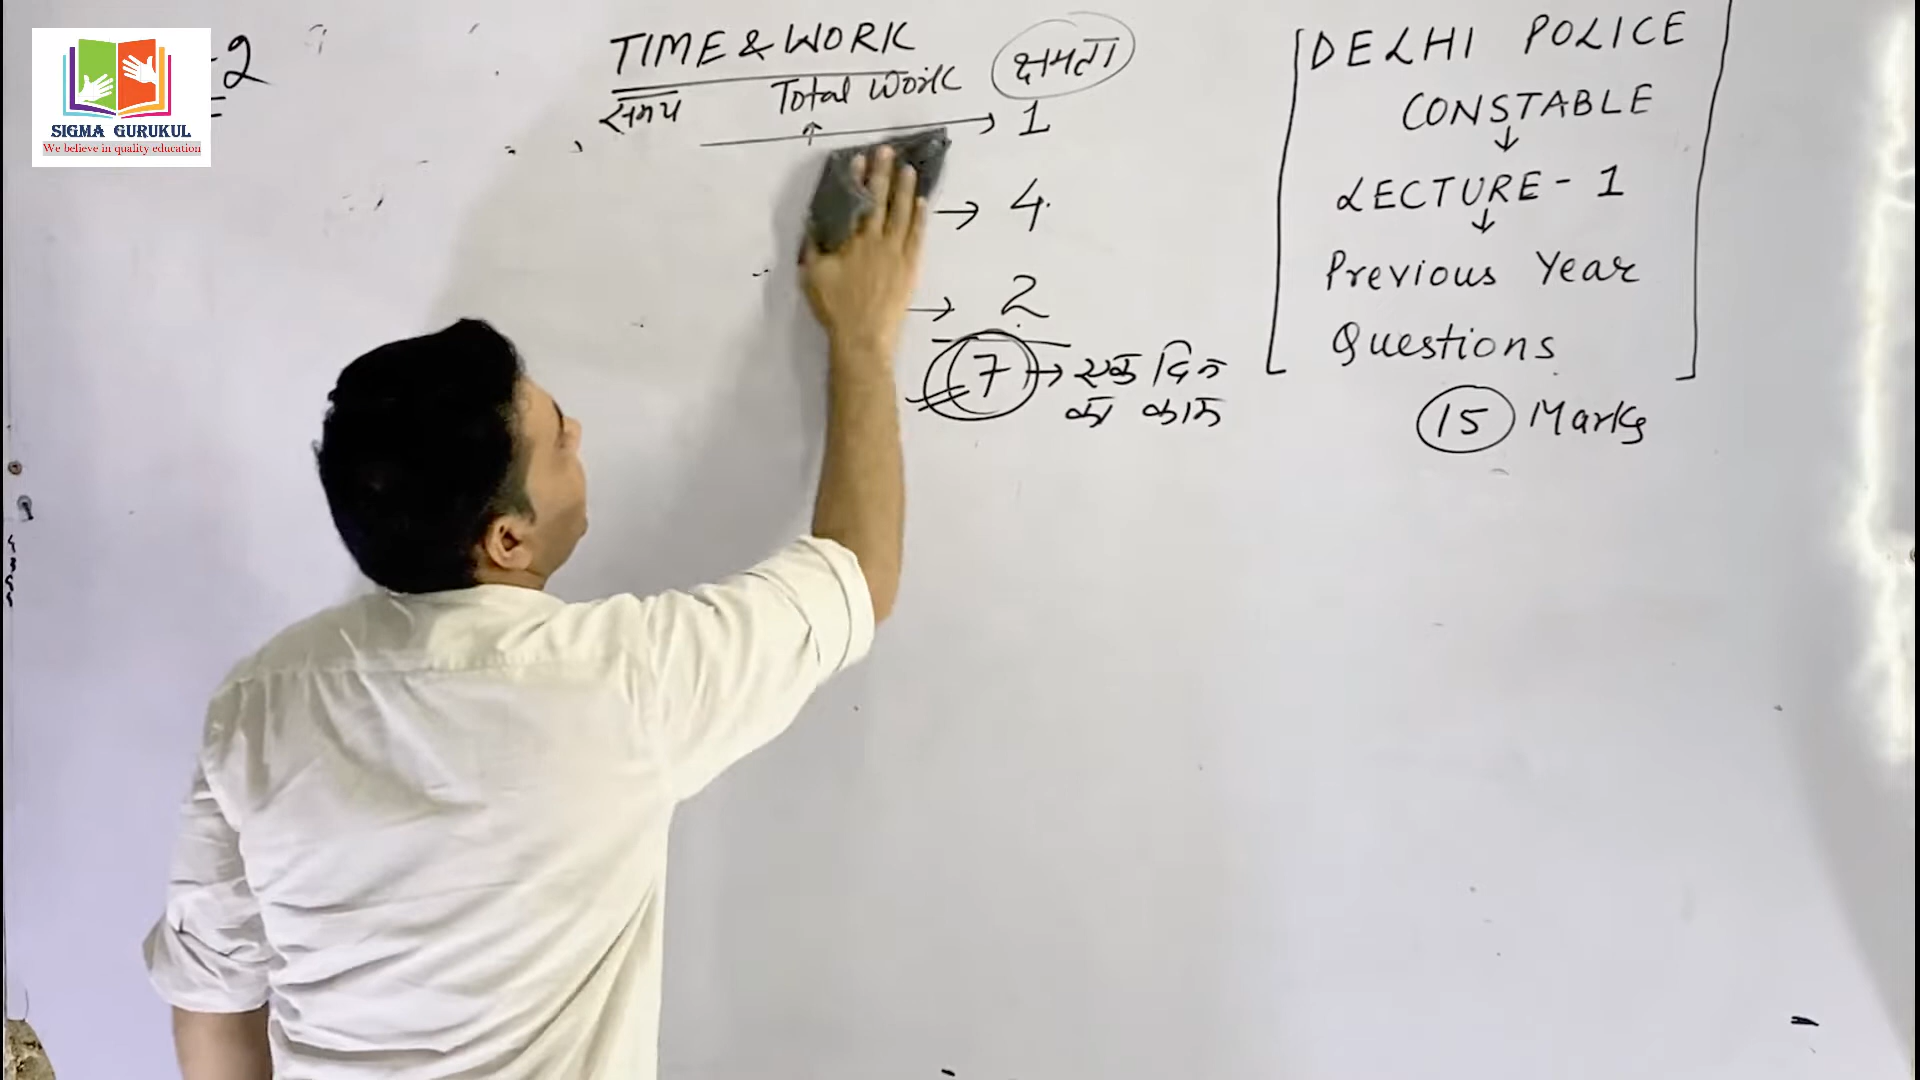 SIGMA GURUKUL
We believe in quality education
-2
TIME & WORK
समय Total Work क्षमता
→ 1
→ 4
→ 2
7 → एक दिन
का काम
DELHI POLICE
CONSTABLE
↓
LECTURE - 1
↓
Previous Year
Questions
15 Marks